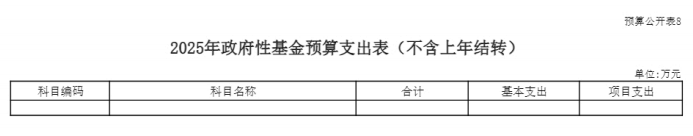 预算公开表8
2025年政府性基金预算支出表（不含上年结转）
单位:万元
科目编码 科目名称 合计 基本支出 项目支出